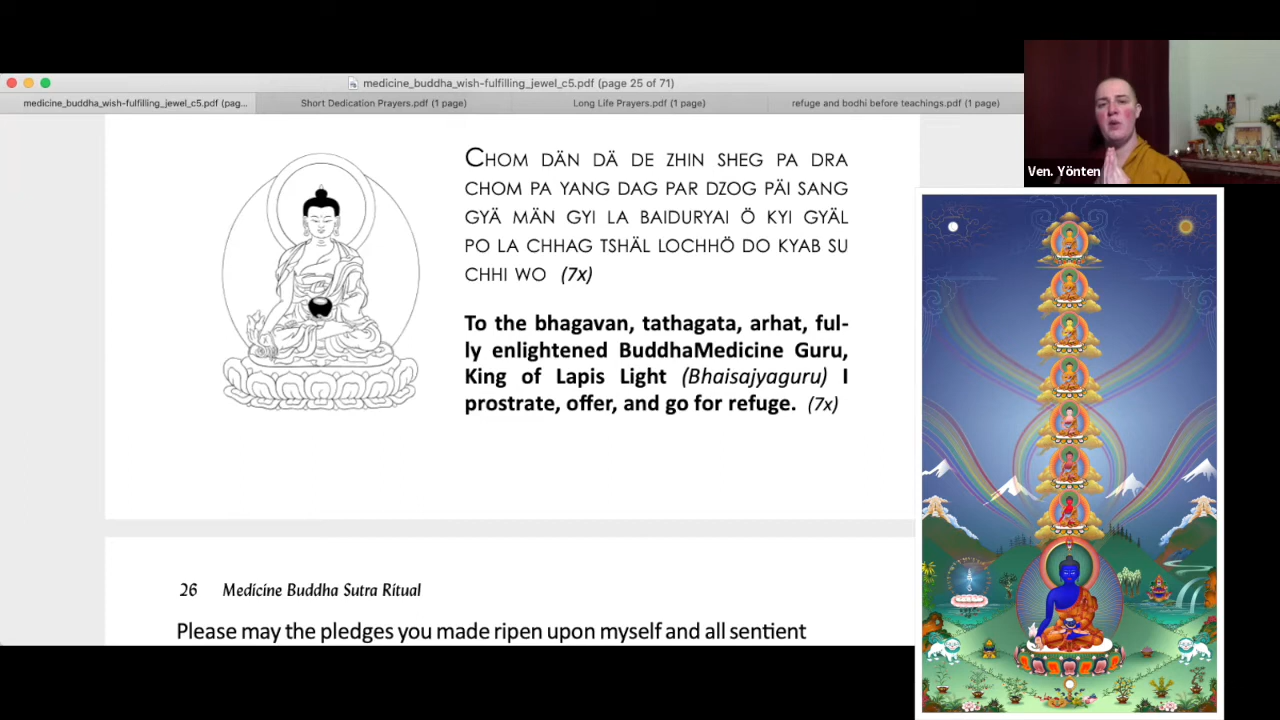 medicine_buddha_wish-fulfilling_jewel_c5.pdf (page 25 of 71)
medicine_buddha_wish-fulfilling_jewel_c5.pdf (pag...
Short Dedication Prayers.pdf (1 page)
Long Life Prayers.pdf (1 page)
refuge and bodhi before teachings.pdf (1 page)
Ven. Yönten
CHOM DÄN DÄ DE ZHIN SHEG PA DRA
CHOM PA YANG DAG PAR DZOG PÄI SANG
GYÄ MÄN GYI LA BAIDURYAI Ö KYI GYÄL
PO LA CHHAG TSHÄL LOCHHÖ DO KYAB SU
CHHI WO (7x)
To the bhagavan, tathagata, arhat, ful-
ly enlightened BuddhaMedicine Guru,
King of Lapis Light (Bhaisajyaguru) I
prostrate, offer, and go for refuge. (7x)
26 Medicine Buddha Sutra Ritual
Please may the pledges you made ripen upon myself and all sentient